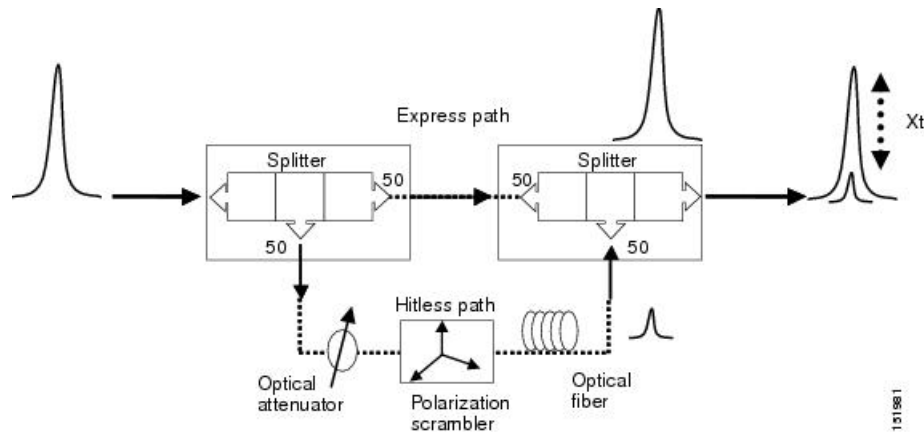 Express path
Xt
Splitter
50
50
Splitter
50
50
Hitless path
Optical
attenuator
Polarization
scrambler
Optical
fiber
151981